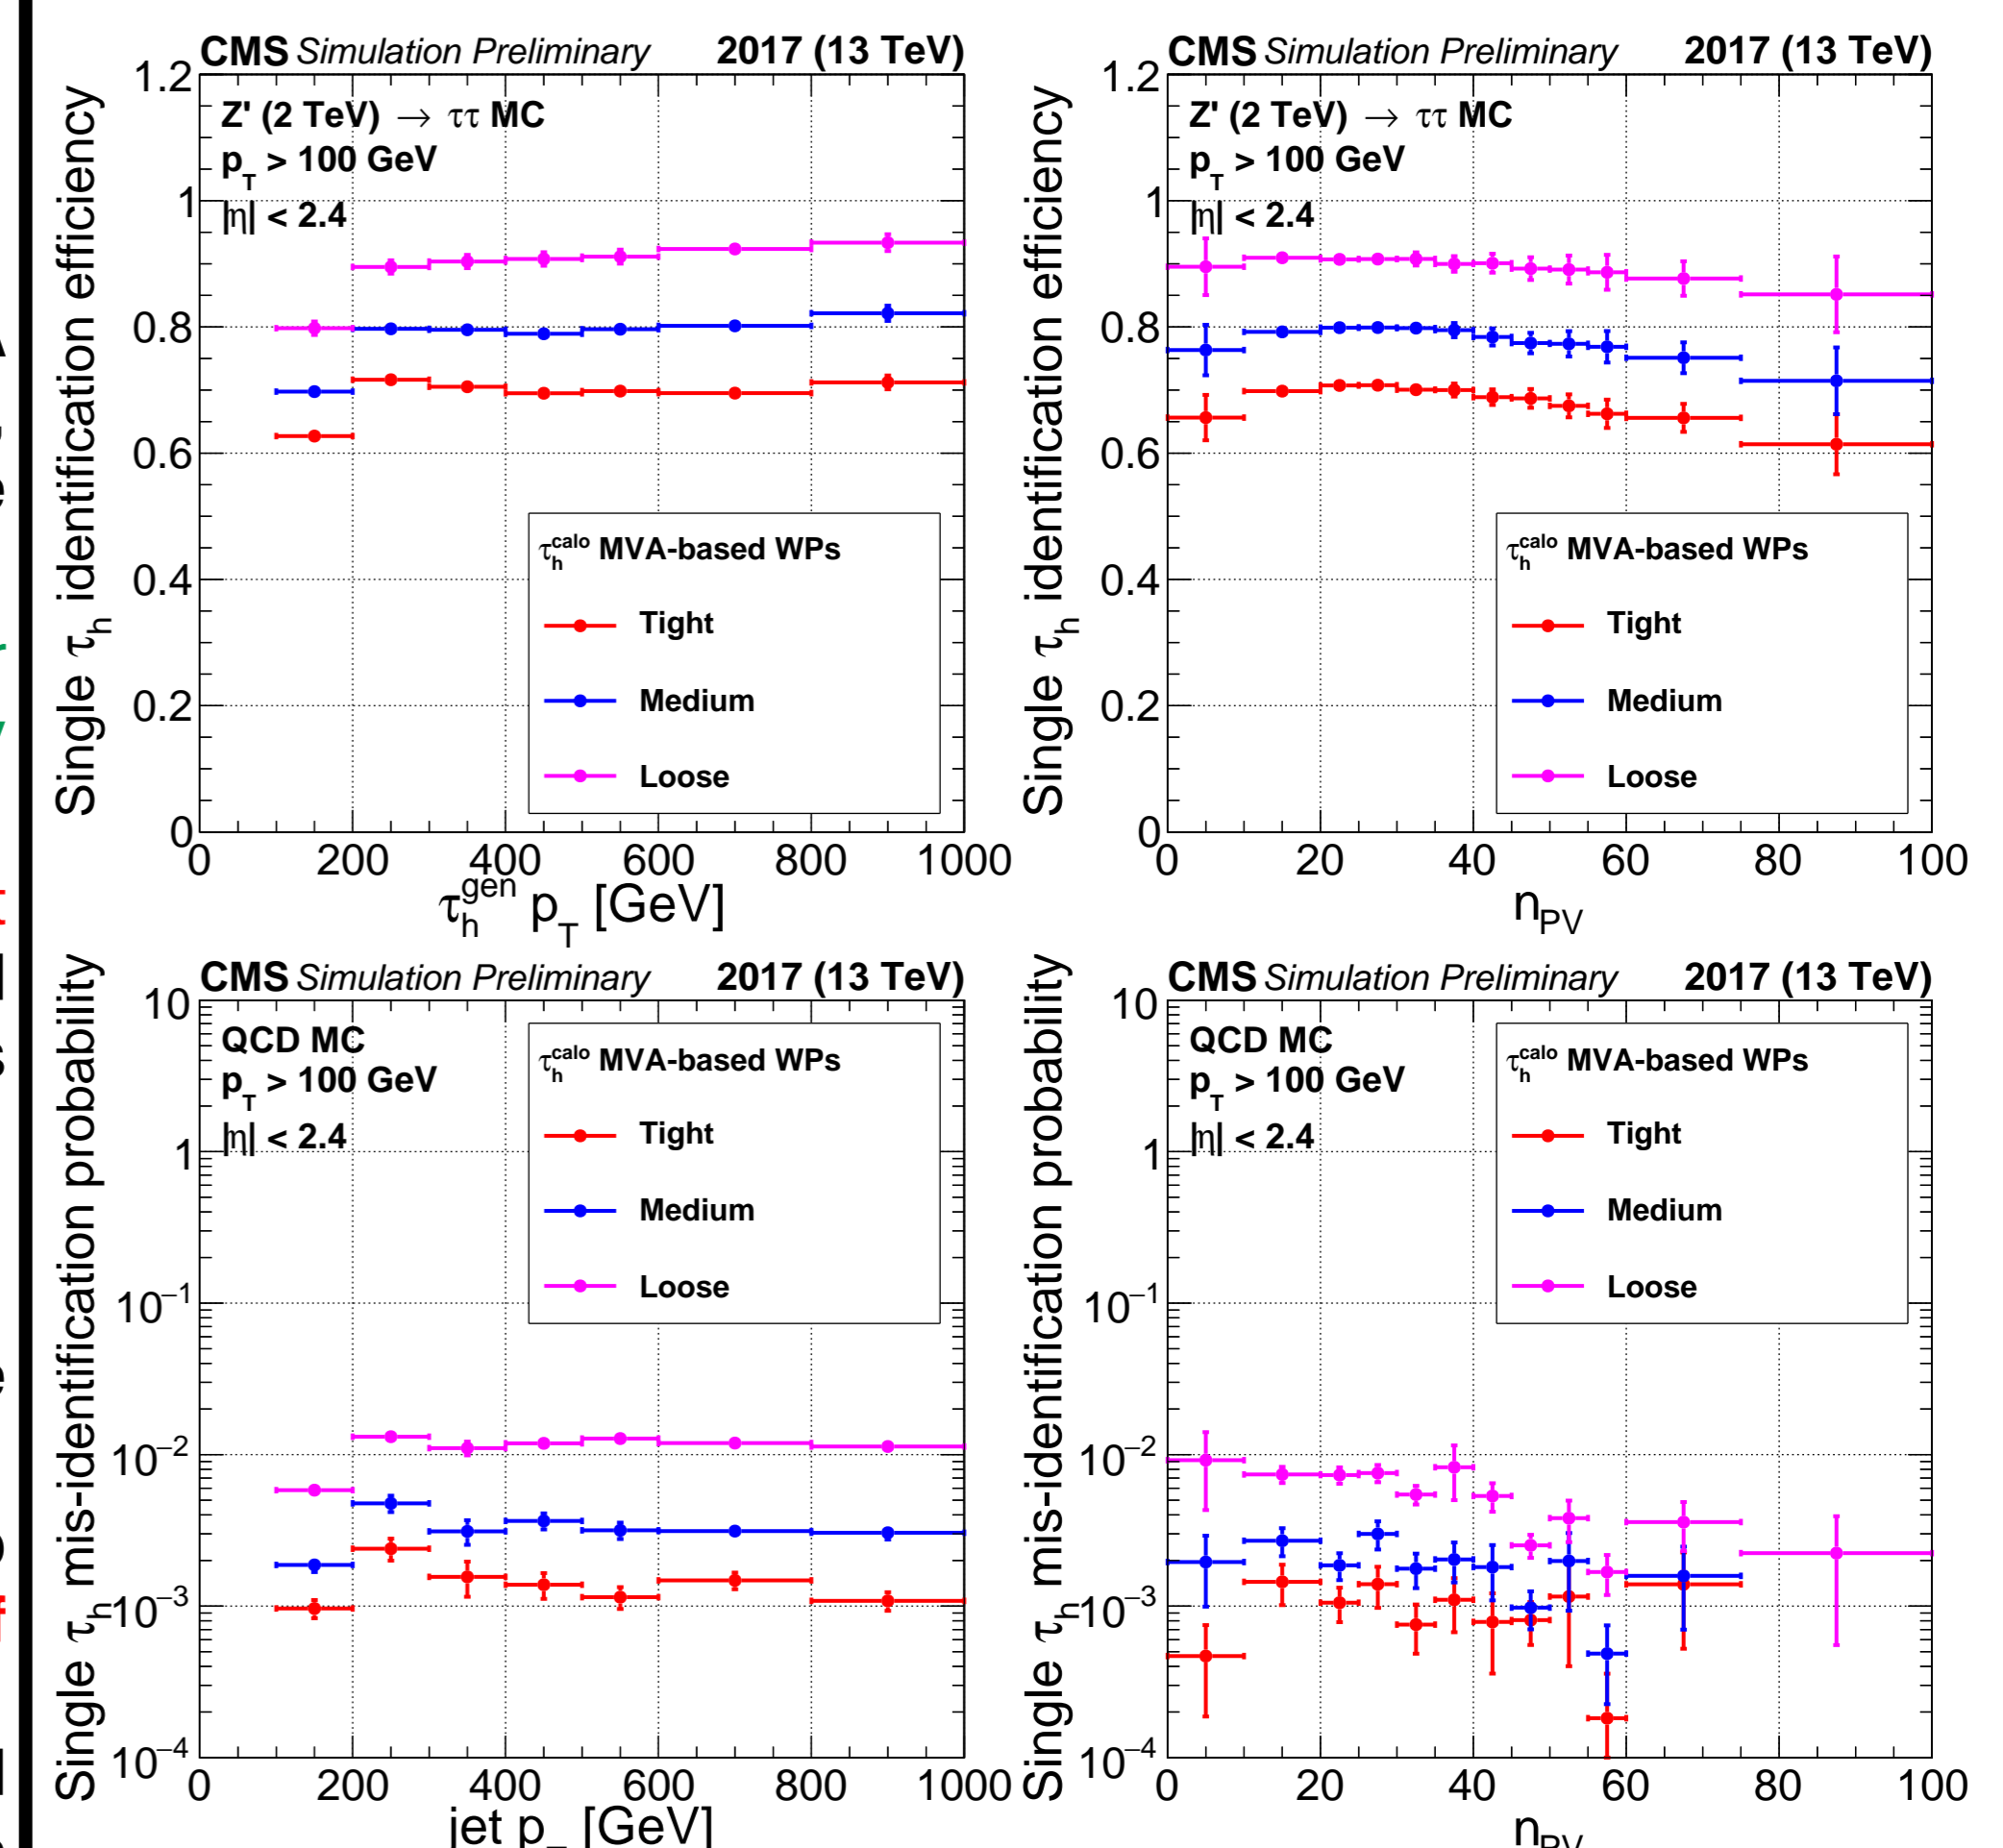 CMS Simulation Preliminary 2017 (13 TeV)
Z' (2 TeV) → ττ MC
p_T > 100 GeV
|η| < 2.4
Single τ_h identification efficiency
1.2
1
0.8
0.6
0.4
0.2
0
τ_h^calo MVA-based WPs
Tight
Medium
Loose
0 200 400 600 800 1000
τ_h^gen p_T [GeV]
CMS Simulation Preliminary 2017 (13 TeV)
Z' (2 TeV) → ττ MC
p_T > 100 GeV
|η| < 2.4
Single τ_h identification efficiency
1.2
1
0.8
0.6
0.4
0.2
0
τ_h^calo MVA-based WPs
Tight
Medium
Loose
0 20 40 60 80 100
n_PV
CMS Simulation Preliminary 2017 (13 TeV)
QCD MC
p_T > 100 GeV
|η| < 2.4
Single τ_h mis-identification probability
10
1
10^−1
10^−2
10^−3
10^−4
τ_h^calo MVA-based WPs
Tight
Medium
Loose
0 200 400 600 800 1000
jet p_T [GeV]
CMS Simulation Preliminary 2017 (13 TeV)
QCD MC
p_T > 100 GeV
|η| < 2.4
Single τ_h mis-identification probability
10
1
10^−1
10^−2
10^−3
10^−4
τ_h^calo MVA-based WPs
Tight
Medium
Loose
0 20 40 60 80 100
n_PV